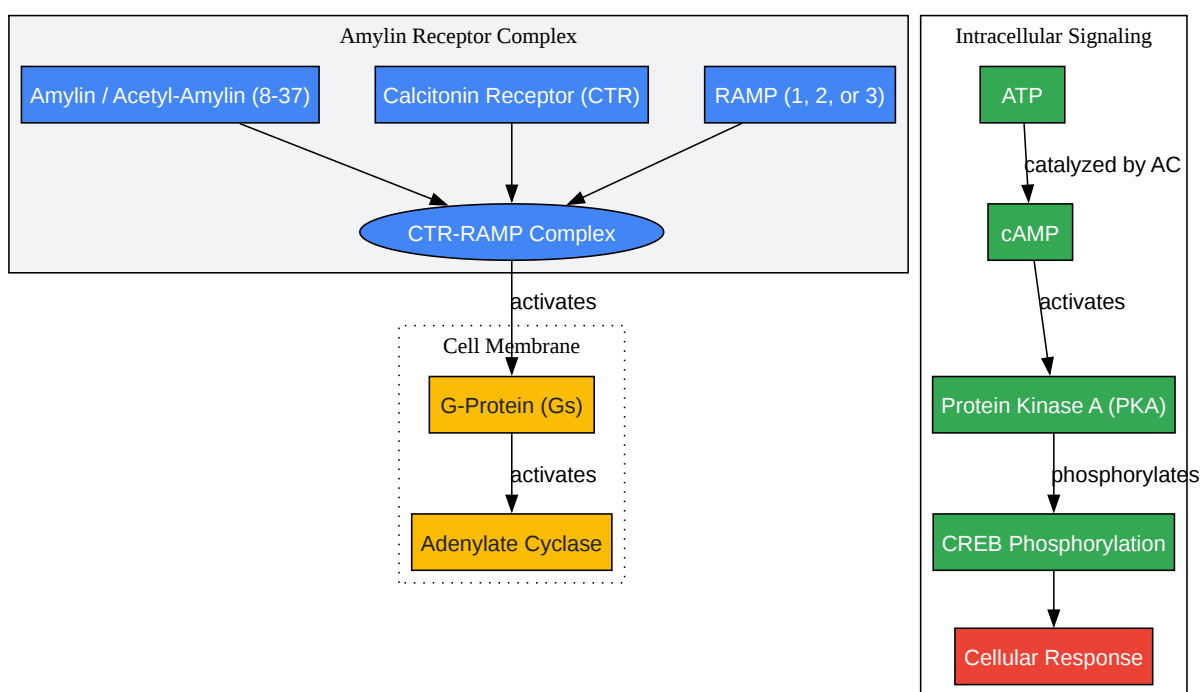 Amylin Receptor Complex
Amylin / Acetyl-Amylin (8-37)
Calcitonin Receptor (CTR)
RAMP (1, 2, or 3)
CTR-RAMP Complex
activates
Cell Membrane
G-Protein (Gs)
activates
Adenylate Cyclase
Intracellular Signaling
ATP
catalyzed by AC
cAMP
activates
Protein Kinase A (PKA)
phosphorylates
CREB Phosphorylation
Cellular Response